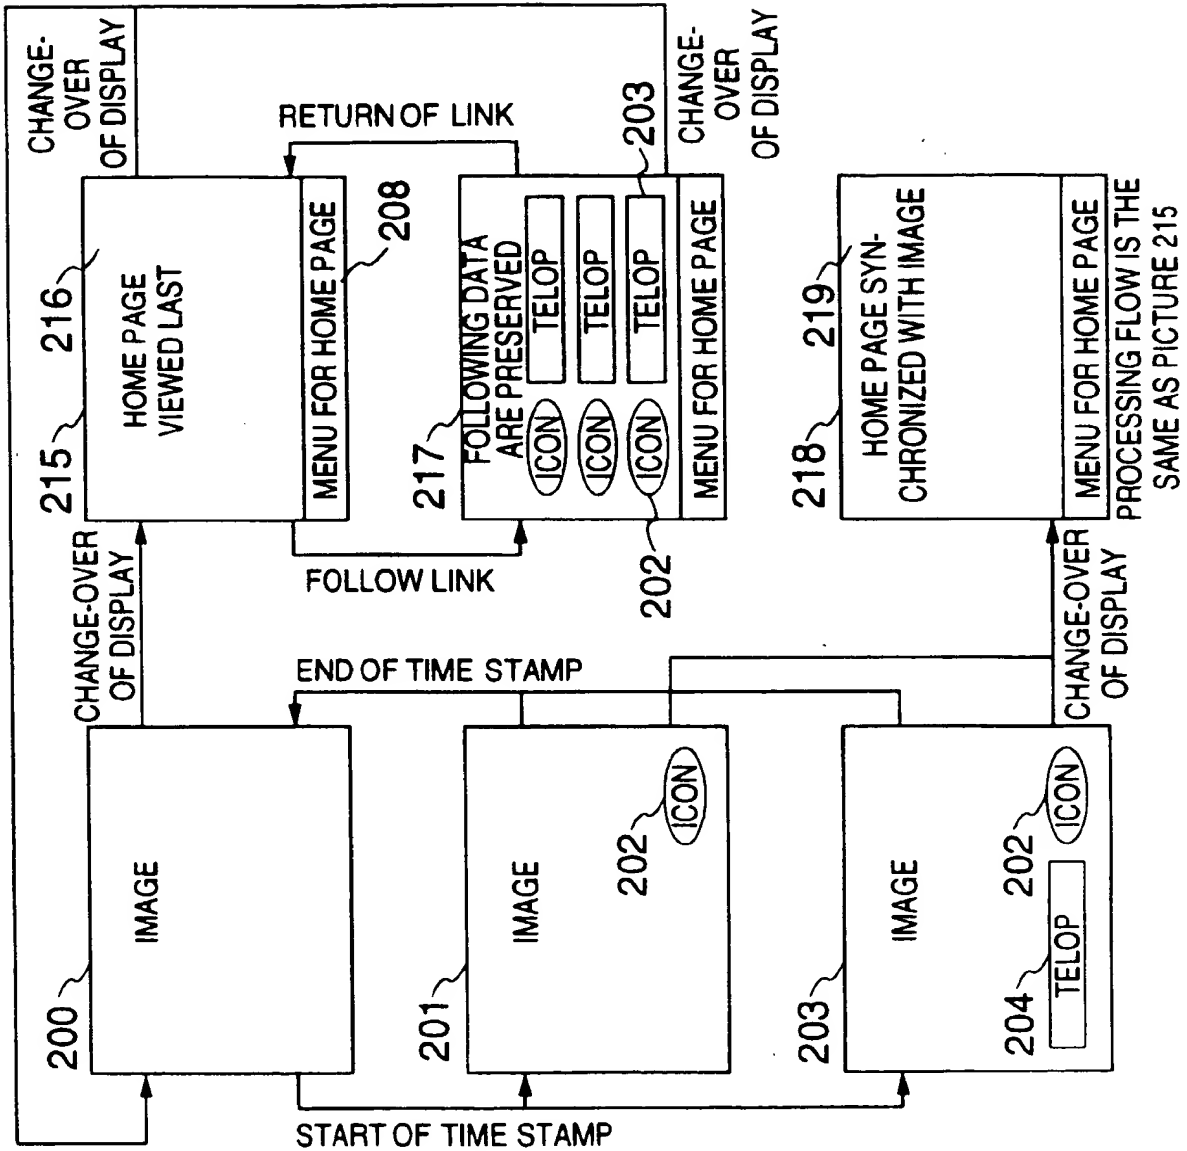 200
IMAGE
CHANGE-OVER
OF DISPLAY
215
216
HOME PAGE
VIEWED LAST
MENU FOR HOME PAGE
208
CHANGE-
OVER
OF DISPLAY
START OF TIME STAMP
END OF TIME STAMP
FOLLOW LINK
RETURN OF LINK
201
IMAGE
202
ICON
217
FOLLOWING DATA
ARE PRESERVED
ICON TELOP
ICON TELOP
ICON TELOP
202
203
MENU FOR HOME PAGE
CHANGE-
OVER
OF DISPLAY
203
IMAGE
204
TELOP
202
ICON
CHANGE-OVER
OF DISPLAY
218
219
HOME PAGE SYN-
CHRONIZED WITH IMAGE
MENU FOR HOME PAGE
PROCESSING FLOW IS THE
SAME AS PICTURE 215